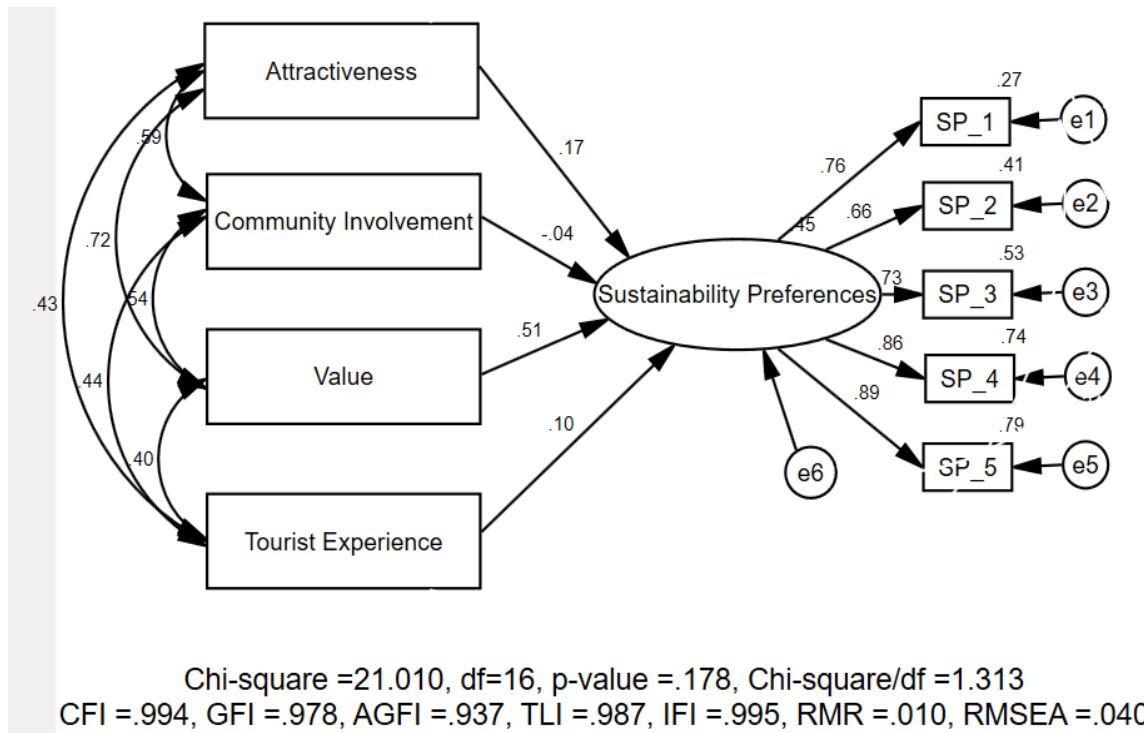 Attractiveness
Community Involvement
Value
Tourist Experience
.59
.72
.54
.43
.44
.40
.17
-.04
.51
.10
Sustainability Preferences
.45
e6
.76
.66
.73
.86
.89
.27
SP_1
e1
.41
SP_2
e2
.53
SP_3
e3
.74
SP_4
e4
.79
SP_5
e5
Chi-square =21.010, df=16, p-value =.178, Chi-square/df =1.313
CFI =.994, GFI =.978, AGFI =.937, TLI =.987, IFI =.995, RMR =.010, RMSEA =.040